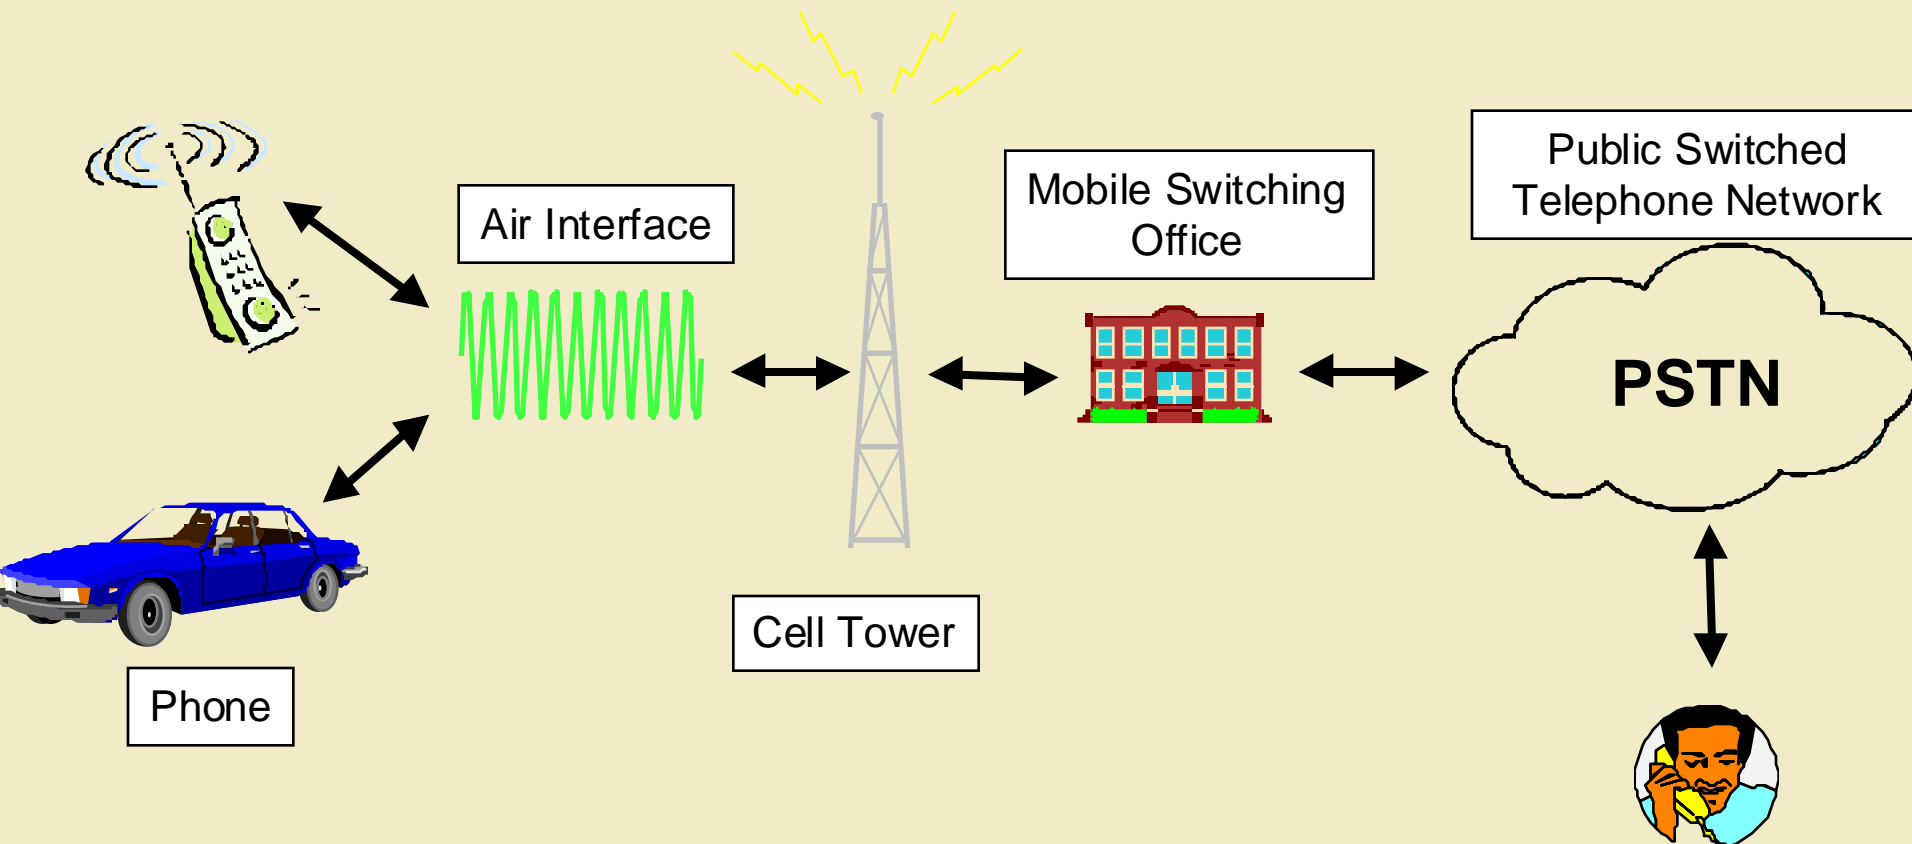 Air Interface
Mobile Switching
Office
Public Switched
Telephone Network
PSTN
Cell Tower
Phone